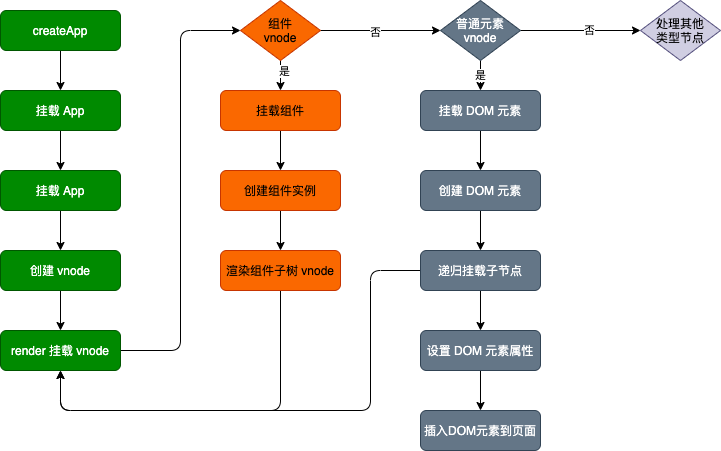 createApp
挂载 App
挂载 App
创建 vnode
render 挂载 vnode
组件
vnode
否
是
挂载组件
创建组件实例
渲染组件子树 vnode
普通元素
vnode
否
是
挂载 DOM 元素
创建 DOM 元素
递归挂载子节点
设置 DOM 元素属性
插入DOM元素到页面
处理其他
类型节点